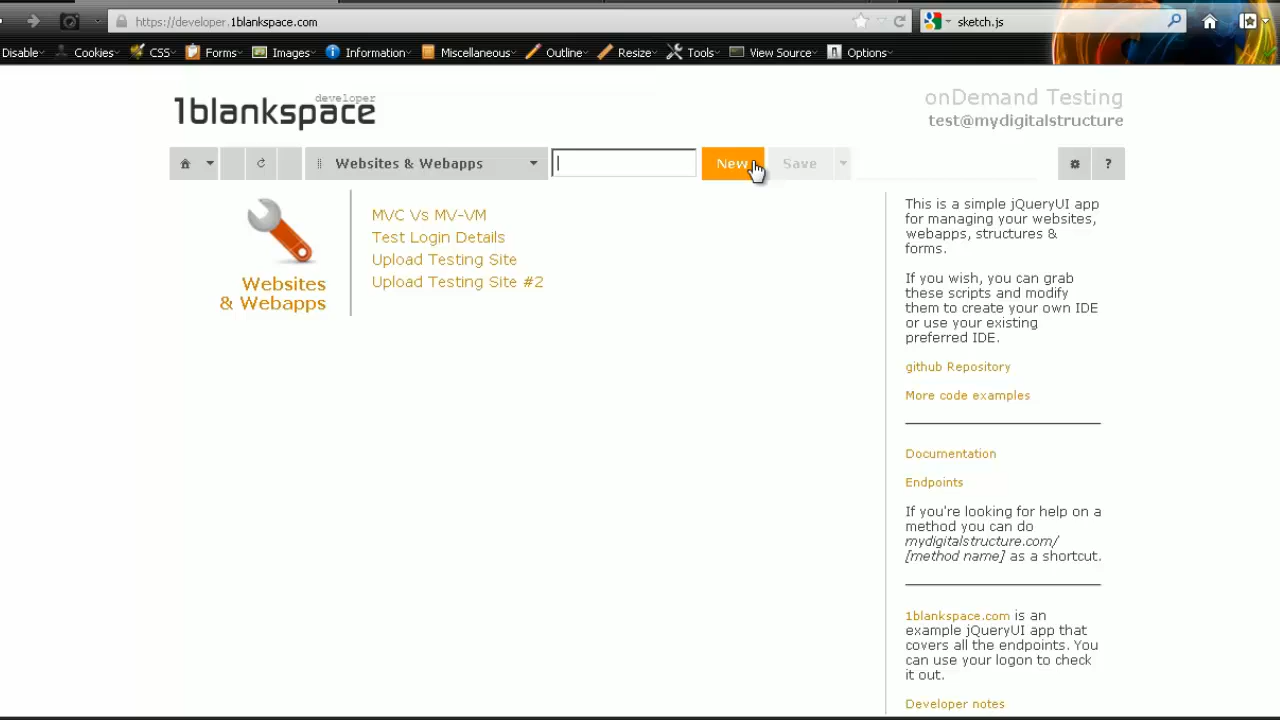 https://developer.1blankspace.com
sketch.js
Disable Cookies CSS Forms Images Information Miscellaneous Outline Resize Tools View Source Options
developer
1blankspace
onDemand Testing
test@mydigitalstructure
Websites & Webapps
New
Save
?
Websites
& Webapps
MVC Vs MV-VM
Test Login Details
Upload Testing Site
Upload Testing Site #2
This is a simple jQueryUI app
for managing your websites,
webapps, structures &
forms.
If you wish, you can grab
these scripts and modify
them to create your own IDE
or use your existing
preferred IDE.
github Repository
More code examples
Documentation
Endpoints
If you're looking for help on a
method you can do
mydigitalstructure.com/
[method name] as a shortcut.
1blankspace.com is an
example jQueryUI app that
covers all the endpoints. You
can use your logon to check
it out.
Developer notes